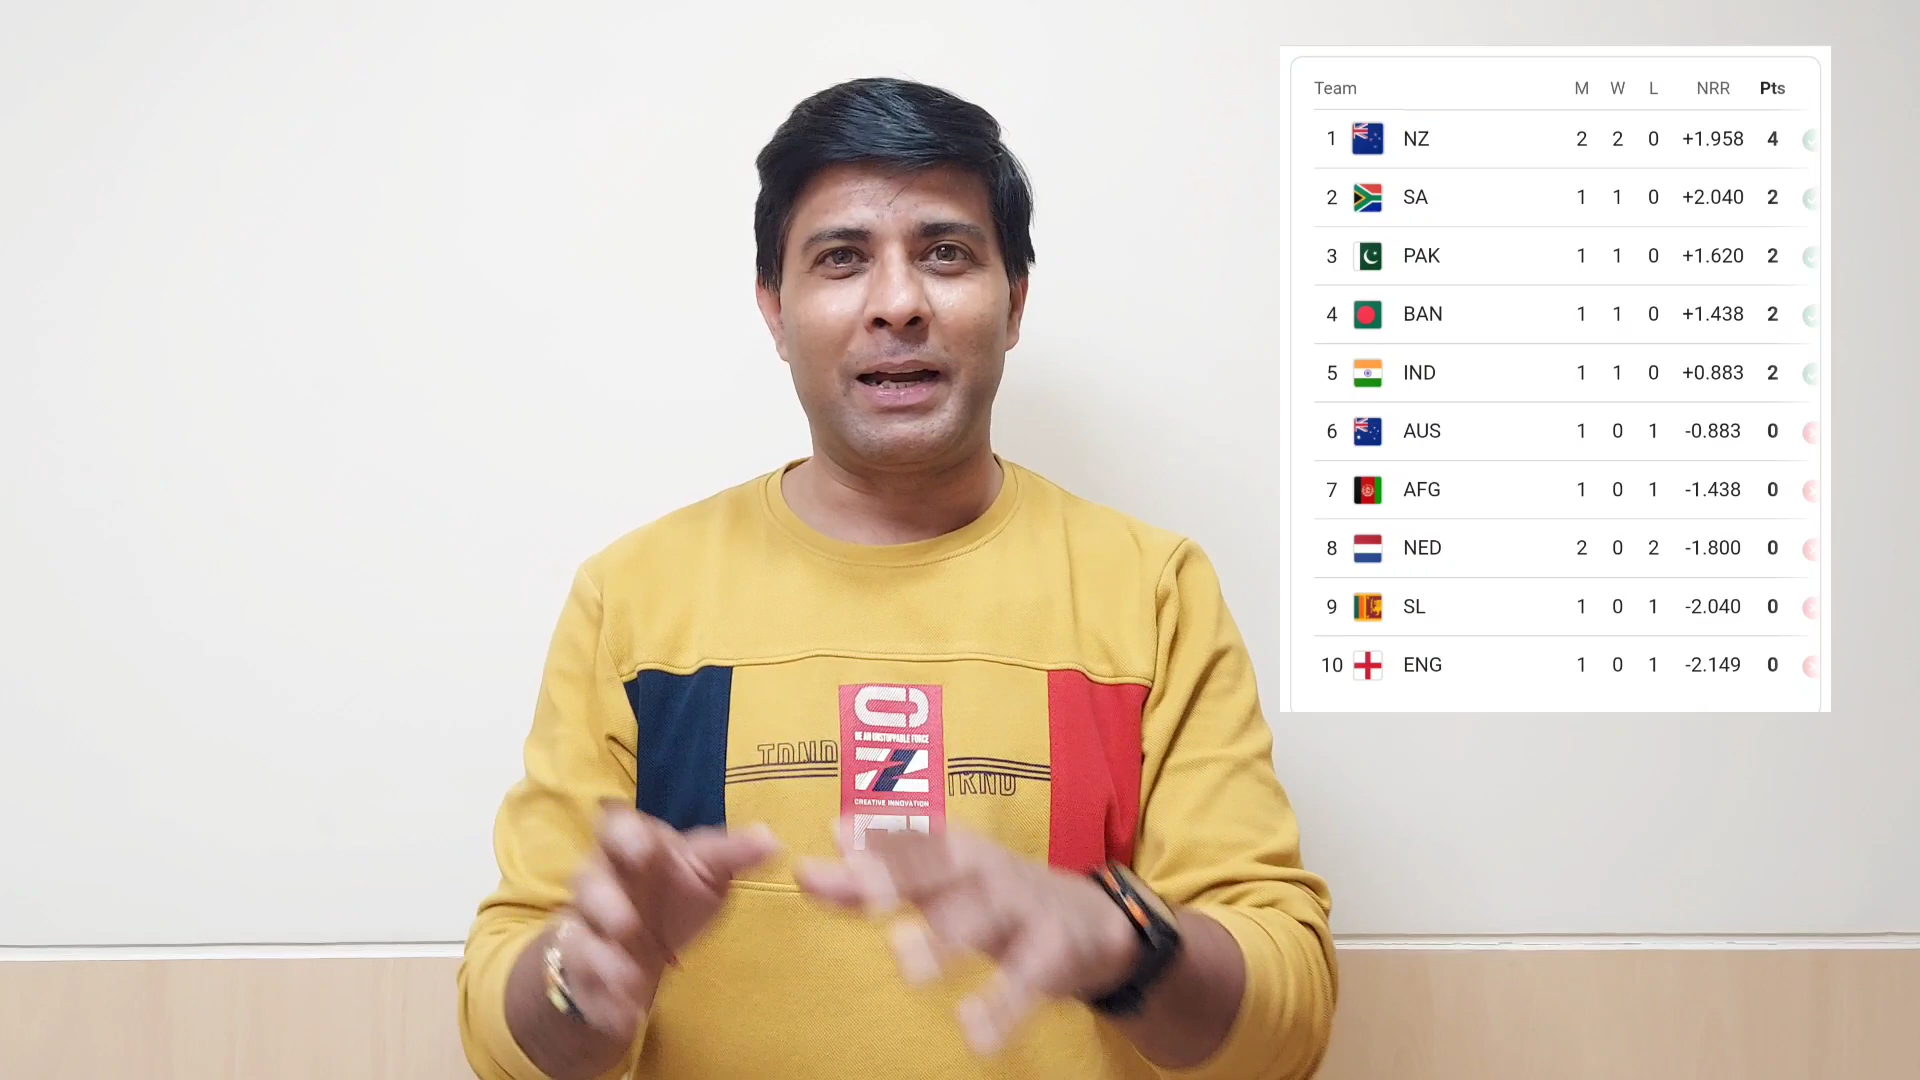 Team M W L NRR Pts
1 NZ 2 2 0 +1.958 4
2 SA 1 1 0 +2.040 2
3 PAK 1 1 0 +1.620 2
4 BAN 1 1 0 +1.438 2
5 IND 1 1 0 +0.883 2
6 AUS 1 0 1 -0.883 0
7 AFG 1 0 1 -1.438 0
8 NED 2 0 2 -1.800 0
9 SL 1 0 1 -2.040 0
10 ENG 1 0 1 -2.149 0
ON
BE AN UNSTOPPABLE FORCE
TRND
TRND
CREATIVE INNOVATION